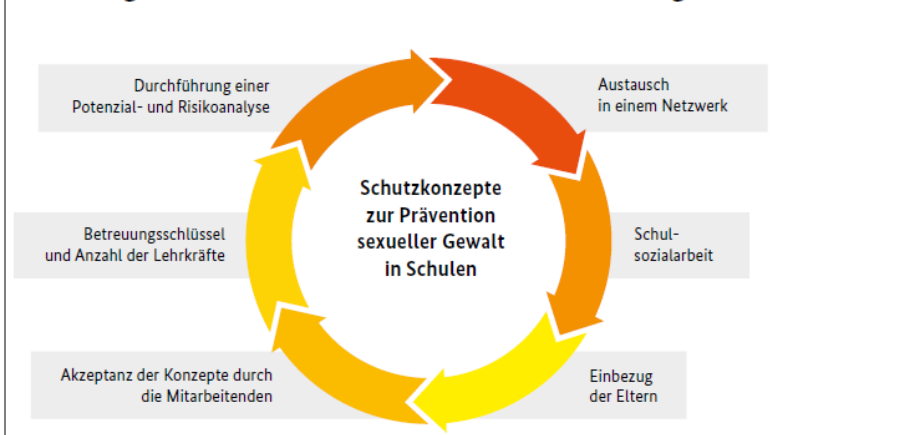 Durchführung einer
Potenzial- und Risikoanalyse
Austausch
in einem Netzwerk
Schutzkonzepte
zur Prävention
sexueller Gewalt
in Schulen
Betreuungsschlüssel
und Anzahl der Lehrkräfte
Schul-
sozialarbeit
Akzeptanz der Konzepte durch
die Mitarbeitenden
Einbezug
der Eltern